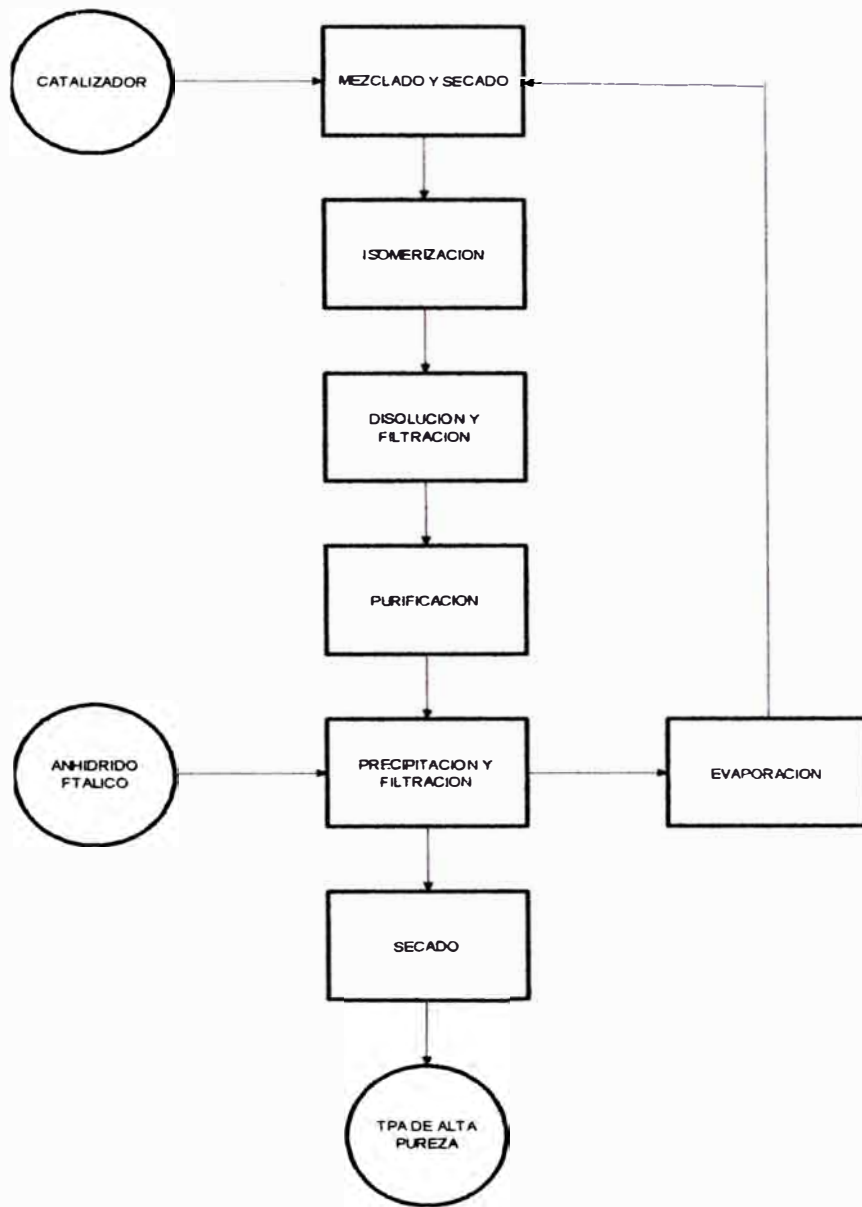 CATALIZADOR
MEZCLADO Y SECADO
ISOMERIZACION
DISOLUCION Y
FILTRACION
PURIFICACION
ANHIDRIDO
FTALICO
PRECIPITACION Y
FILTRACION
EVAPORACION
SECADO
TPA DE ALTA
PUREZA